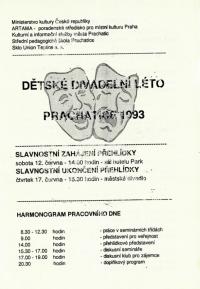 Ministerstvo kultury České republiky
ARTAMA - poradenské středisko pro místní kulturu Praha
Kulturní a informační služby města Prachatic
Střední pedagogická škola Prachatice
Sklo Union Teplice a. s.
DĚTSKÉ DIVADELNÍ LÉTO
PRACHATICE 1993
SLAVNOSTNÍ ZAHÁJENÍ PŘEHLÍDKY
sobota 12. června - 14.00 hodin - hotelu Park
SLAVNOSTNÍ UKONČENÍ PŘEHLÍDKY
čtvrtek 17. června - 15.00 hodin - městské divadlo
HARMONOGRAM PRACOVNÍHO DNE
8.30 - 12.30 hodin - práce v seminárních třídách
9.00 hodin - představení pro veřejnost
14.00 hodin - přehlídkové představení
15.30 - 17.00 hodin - diskusní semináře
17.00 - 19.00 hodin - diskusní klub pro zájemce
20.30 hodin - doplňkový program